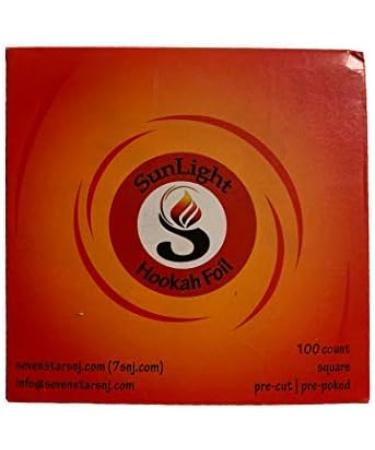 SunLight
Hookah Foil
sevenstarsnj.com (7snj.com)
info@sevenstarsnj.com
100 count
square
pre-cut | pre-poked